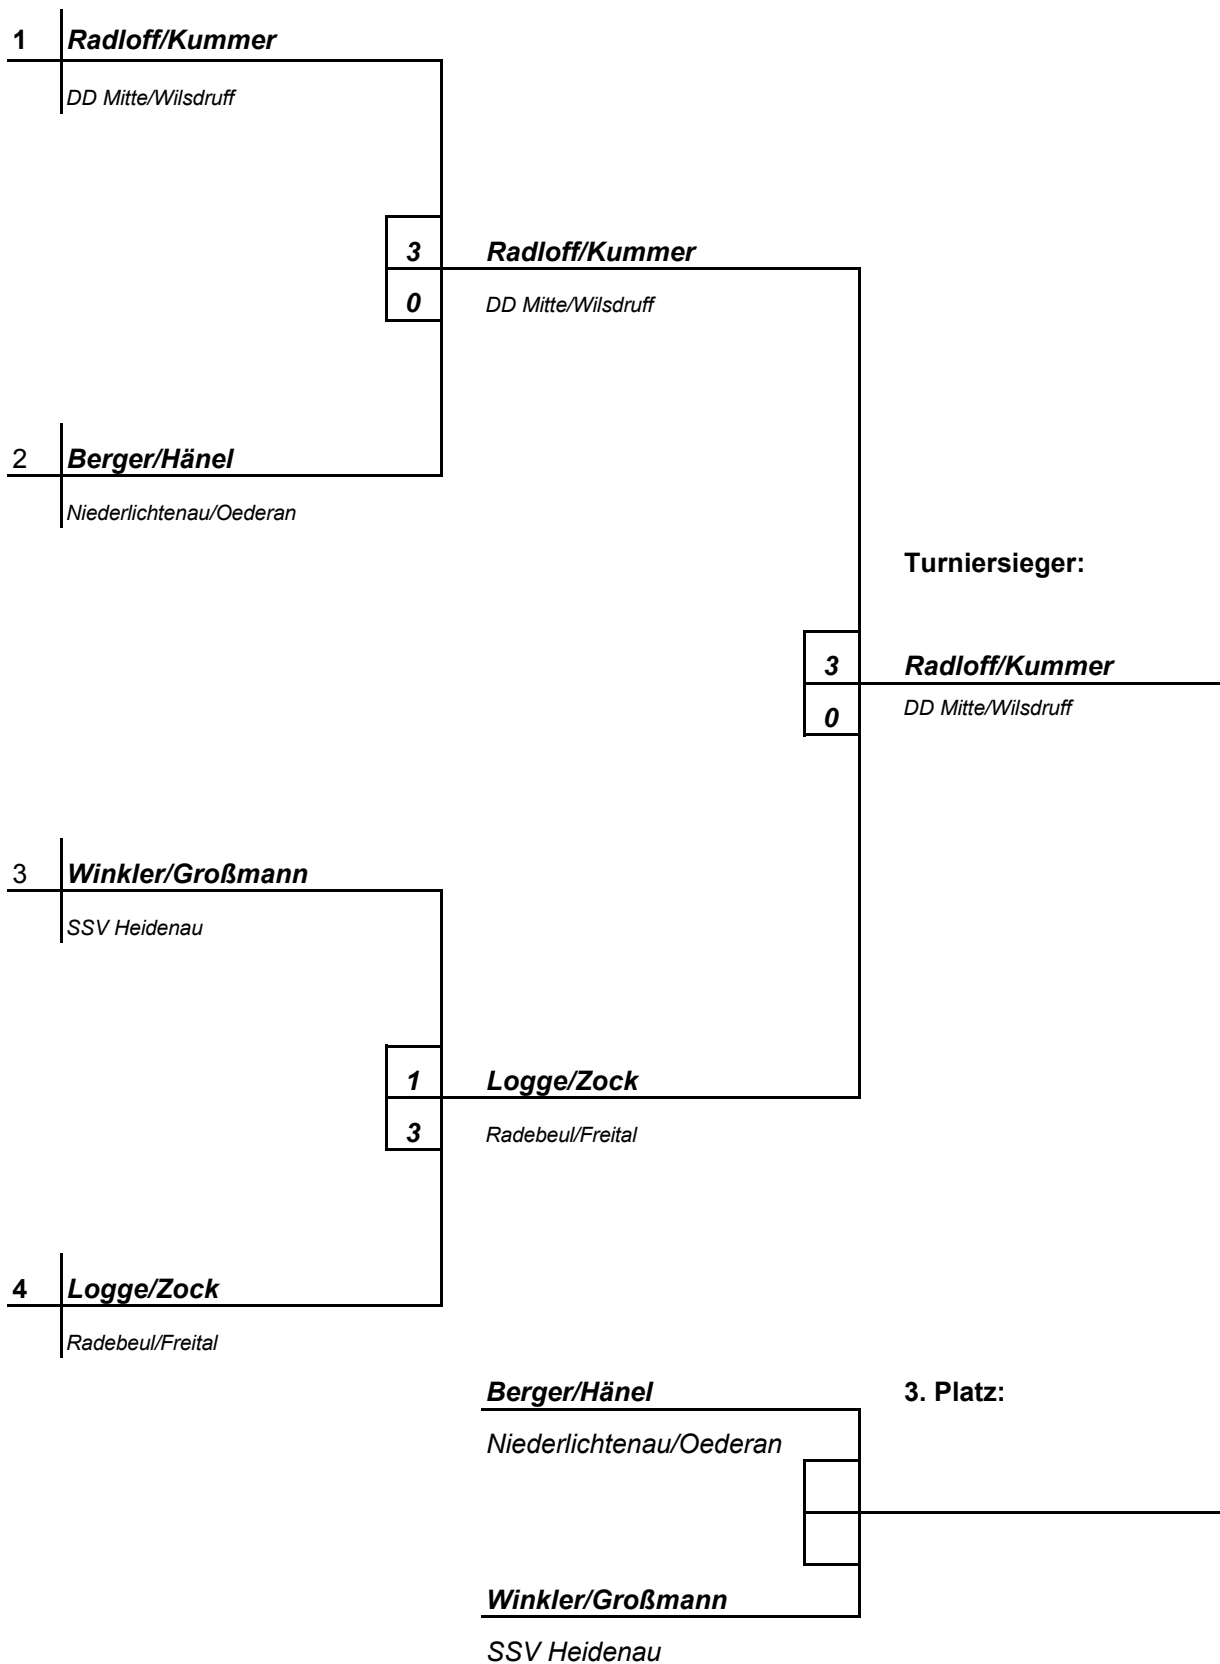 1 Radloff/Kummer
DD Mitte/Wilsdruff
3 Radloff/Kummer
0 DD Mitte/Wilsdruff
2 Berger/Hänel
Niederlichtenau/Oederan
Turniersieger:
3 Radloff/Kummer
0 DD Mitte/Wilsdruff
3 Winkler/Großmann
SSV Heidenau
1 Logge/Zock
3 Radebeul/Freital
4 Logge/Zock
Radebeul/Freital
Berger/Hänel 3. Platz:
Niederlichtenau/Oederan
Winkler/Großmann
SSV Heidenau